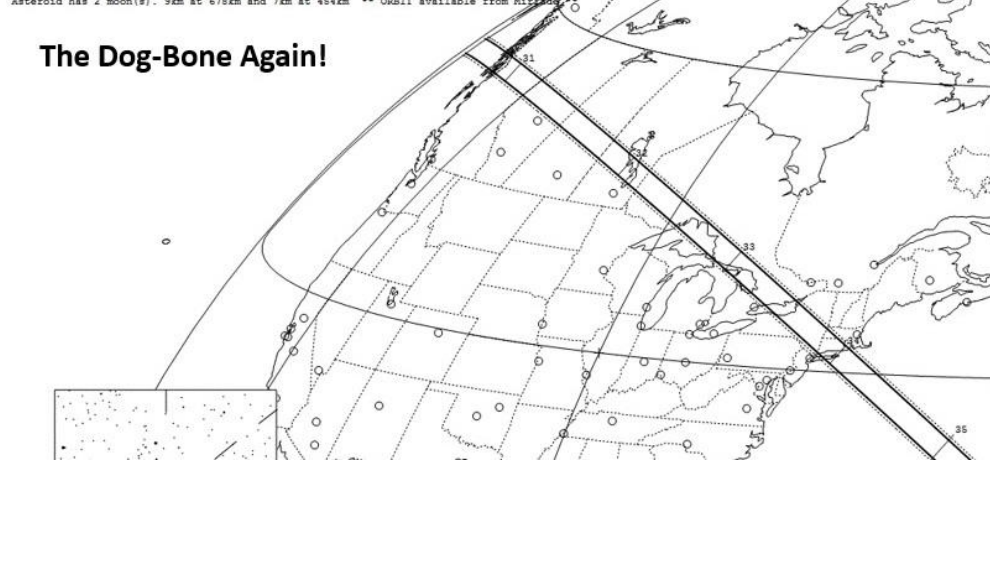 Asteroid has 2 moon(s). 9km at 678km and 7km at 454km -- ORBIT available from
The Dog-Bone Again!
31
32
33
35